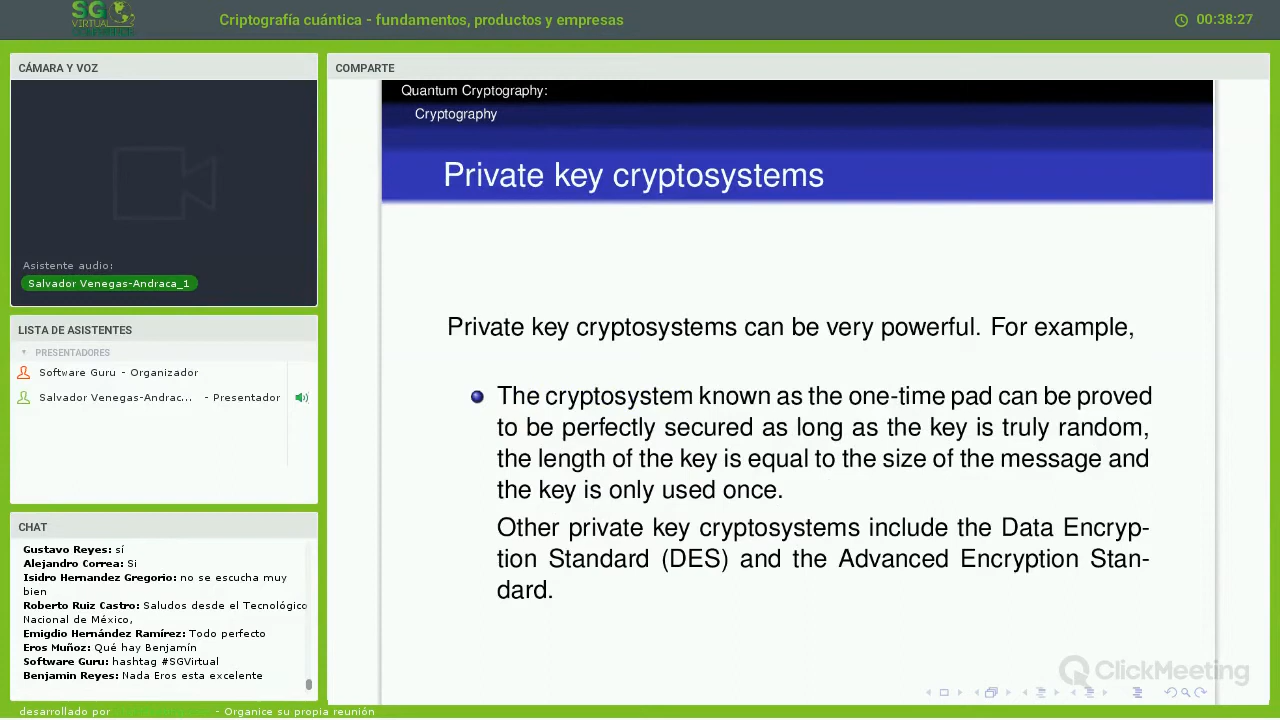 SG
VIRTUAL
CONFERENCE
Criptografía cuántica - fundamentos, productos y empresas
00:38:27
CÁMARA Y VOZ
Asistente audio:
Salvador Venegas-Andraca_1
LISTA DE ASISTENTES
PRESENTADORES
Software Guru - Organizador
Salvador Venegas-Andrac... - Presentador
CHAT
Gustavo Reyes: sí
Alejandro Correa: Si
Isidro Hernandez Gregorio: no se escucha muy
bien
Roberto Ruiz Castro: Saludos desde el Tecnológico
Nacional de México,
Emigdio Hernández Ramírez: Todo perfecto
Eros Muñoz: Qué hay Benjamín
Software Guru: hashtag #SGVirtual
Benjamin Reyes: Nada Eros esta excelente
desarrollado por - Organice su propia reunión
COMPARTE
Quantum Cryptography:
Cryptography
Private key cryptosystems
Private key cryptosystems can be very powerful. For example,
The cryptosystem known as the one-time pad can be proved
to be perfectly secured as long as the key is truly random,
the length of the key is equal to the size of the message and
the key is only used once.
Other private key cryptosystems include the Data Encryp-
tion Standard (DES) and the Advanced Encryption Stan-
dard.
ClickMeeting